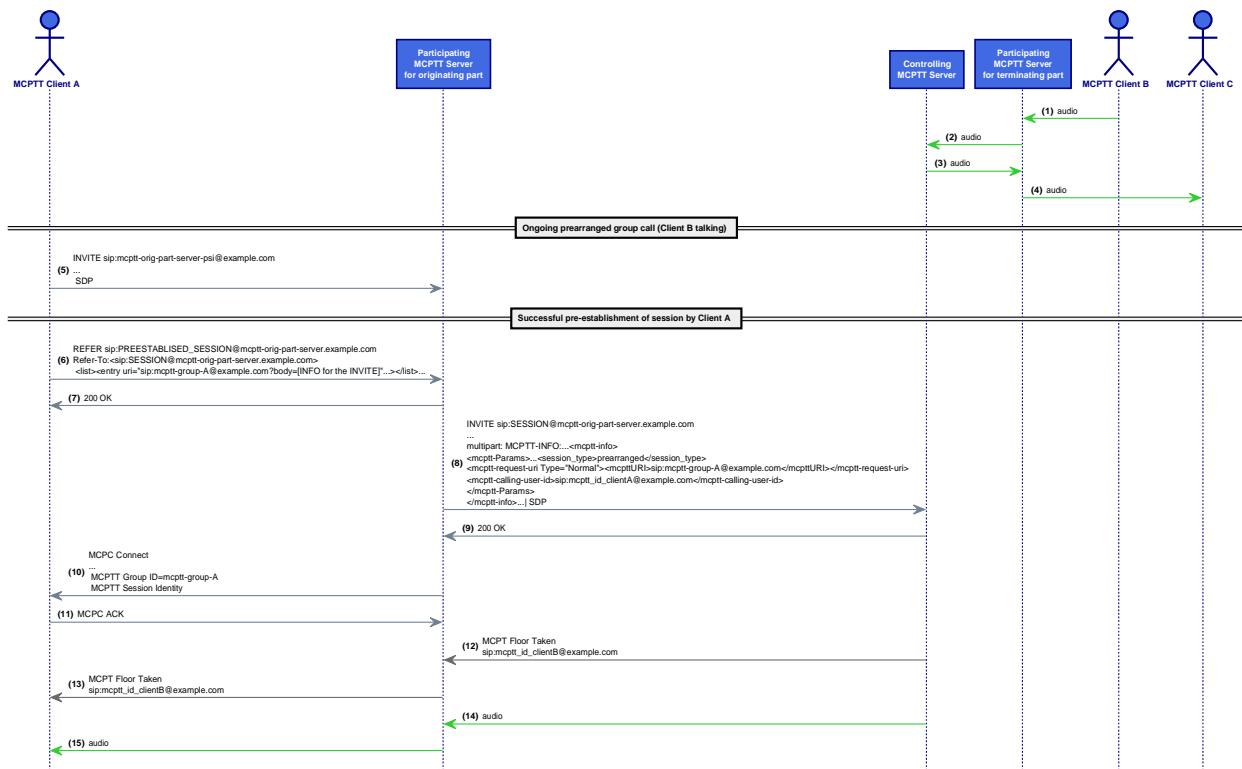 MCPTT Client A
Participating
MCPTT Server
for originating part
Controlling
MCPTT Server
Participating
MCPTT Server
for terminating part
MCPTT Client B
MCPTT Client C
(1) audio
(2) audio
(3) audio
(4) audio
Ongoing prearranged group call (Client B talking)
INVITE sip:mcptt-orig-part-server-psi@example.com
(5) ...
SDP
Successful pre-establishment of session by Client A
REFER sip:PREESTABLISED_SESSION@mcptt-orig-part-server.example.com
(6) Refer-To:<sip:SESSION@mcptt-orig-part-server.example.com>
<list><entry uri="sip:mcptt-group-A@example.com?body=[INFO for the INVITE]"...></list>...
(7) 200 OK
INVITE sip:SESSION@mcptt-orig-part-server.example.com
...
multipart: MCPTT-INFO:...<mcptt-info>
<mcptt-Params>...<session_type>prearranged</session_type>
(8) <mcptt-request-uri Type="Normal"><mcpttURI>sip:mcptt-group-A@example.com</mcpttURI></mcptt-request-uri>
<mcptt-calling-user-id>sip:mcptt_id_clientA@example.com</mcptt-calling-user-id>
</mcptt-Params>
</mcptt-info>...| SDP
(9) 200 OK
MCPC Connect
...
(10) MCPTT Group ID=mcptt-group-A
MCPTT Session Identity
(11) MCPC ACK
(12) MCPT Floor Taken
sip:mcptt_id_clientB@example.com
(13) MCPT Floor Taken
sip:mcptt_id_clientB@example.com
(14) audio
(15) audio